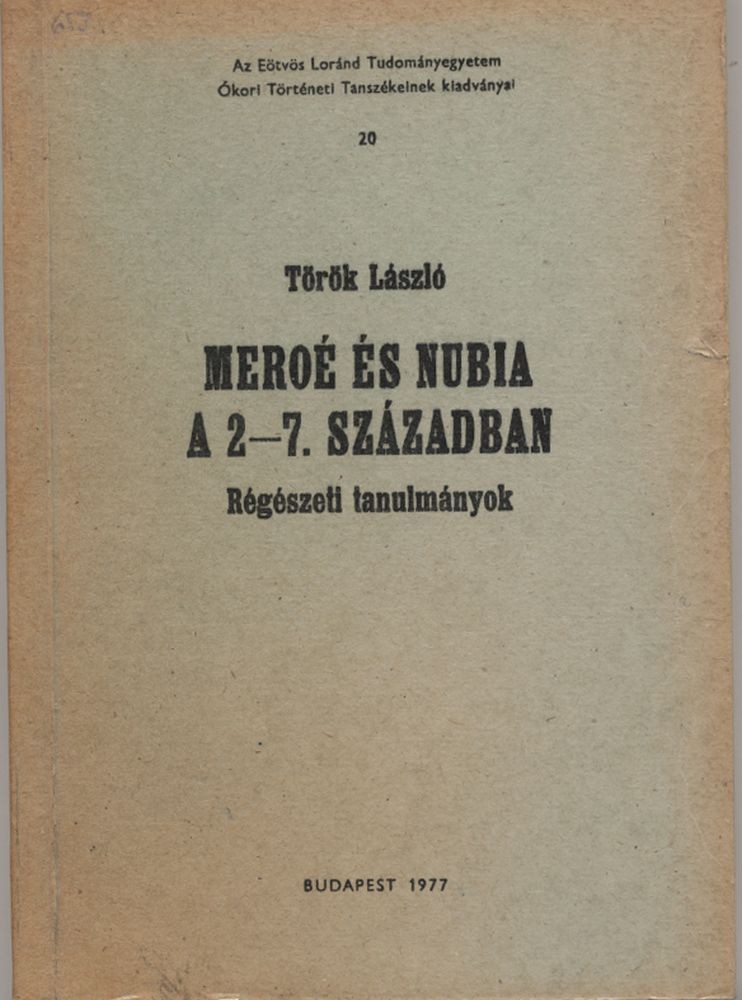 Az Eötvös Loránd Tudományegyetem
Ókori Történeti Tanszékeinek kiadványai
20
Török László
MEROÉ ÉS NUBIA
A 2—7. SZÁZADBAN
Régészeti tanulmányok
BUDAPEST 1977